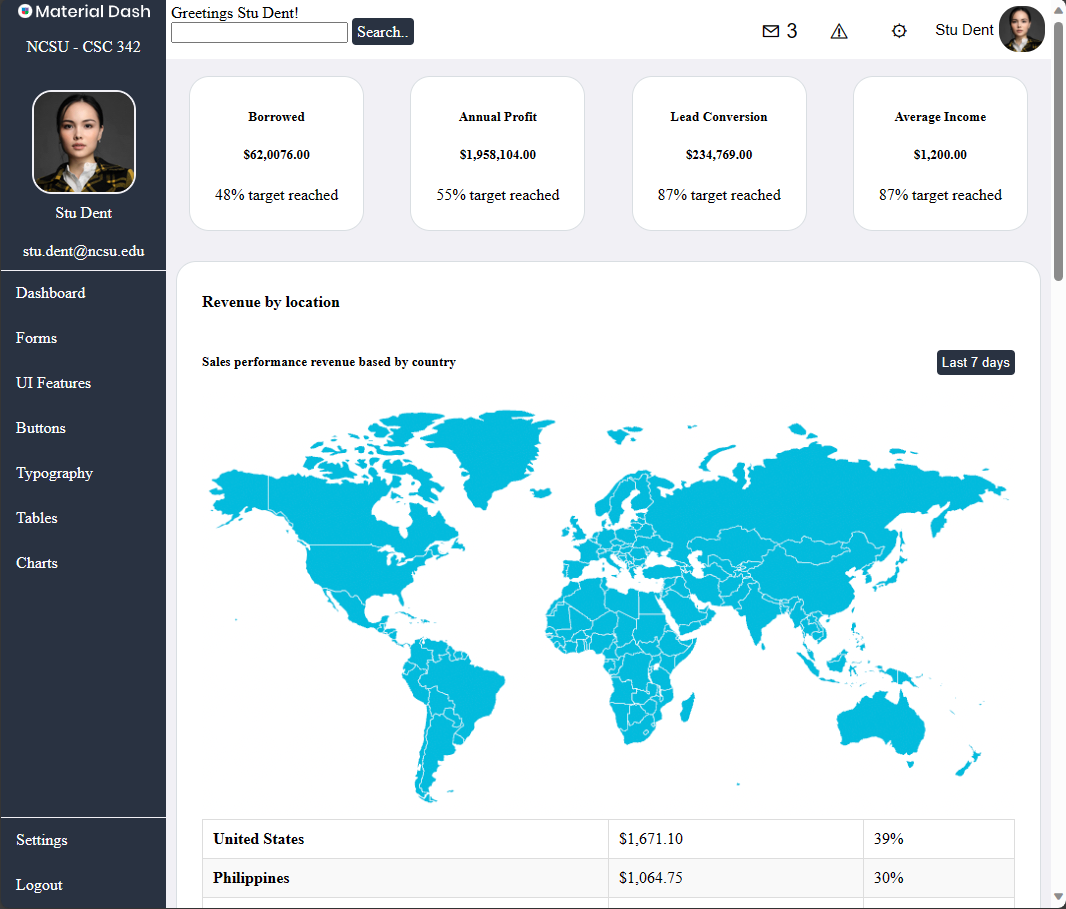 Material Dash
NCSU - CSC 342
Stu Dent
stu.dent@ncsu.edu
Dashboard
Forms
UI Features
Buttons
Typography
Tables
Charts
Settings
Logout
Greetings Stu Dent!
Search..
3
Stu Dent
Borrowed
$62,0076.00
48% target reached
Annual Profit
$1,958,104.00
55% target reached
Lead Conversion
$234,769.00
87% target reached
Average Income
$1,200.00
87% target reached
Revenue by location
Sales performance revenue based by country
Last 7 days
United States $1,671.10 39%
Philippines $1,064.75 30%